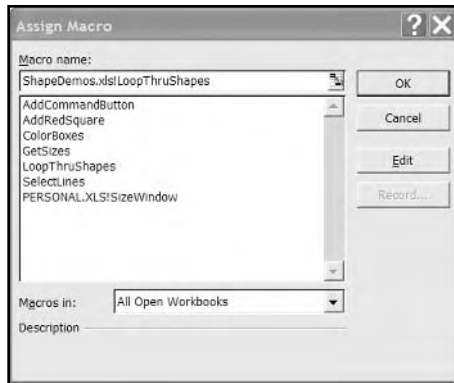 Assign Macro
Macro name:
ShapeDemos.xls!LoopThruShapes
OK
AddCommandButton
AddRedSquare
ColorBoxes
GetSizes
LoopThruShapes
SelectLines
PERSONAL.XLS!SizeWindow
Cancel
Edit
Record...
Macros in:
All Open Workbooks
Description